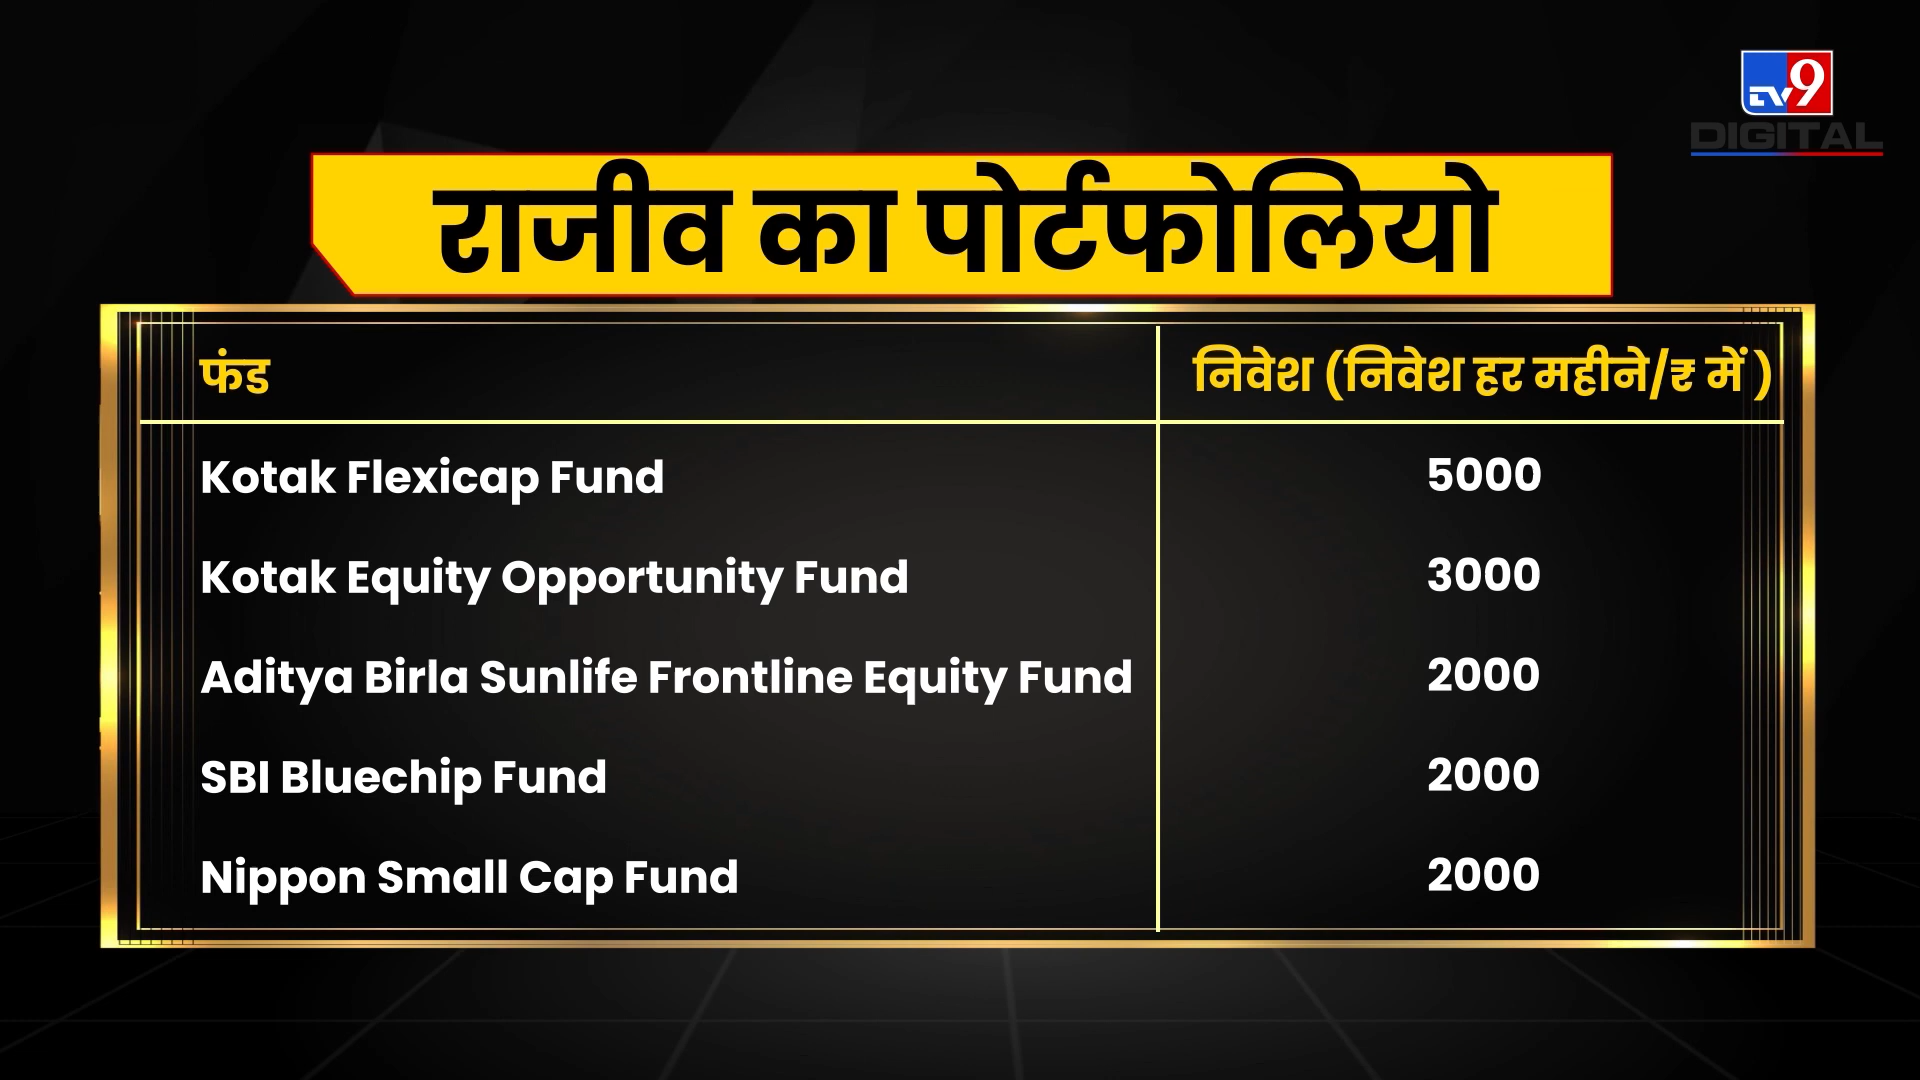 TV9
DIGITAL
राजीव का पोर्टफोलियो
फंड निवेश (निवेश हर महीने/₹ में )
Kotak Flexicap Fund 5000
Kotak Equity Opportunity Fund 3000
Aditya Birla Sunlife Frontline Equity Fund 2000
SBI Bluechip Fund 2000
Nippon Small Cap Fund 2000